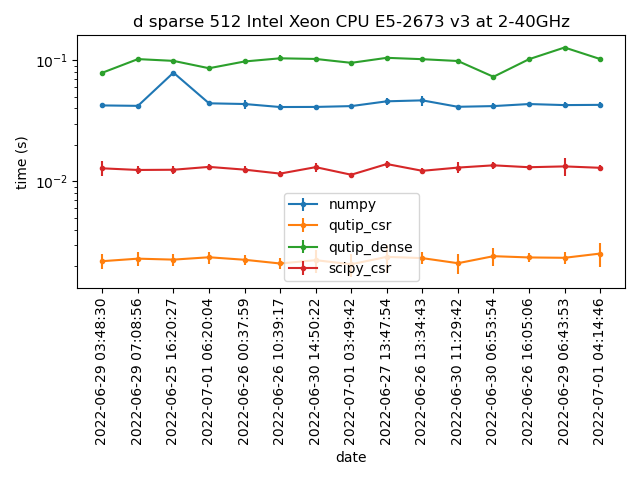 d sparse 512 Intel Xeon CPU E5-2673 v3 at 2-40GHz
time (s)
10⁻¹
10⁻²
numpy
qutip_csr
qutip_dense
scipy_csr
2022-06-29 03:48:30
2022-06-29 07:08:56
2022-06-25 16:20:27
2022-07-01 06:20:04
2022-06-26 00:37:59
2022-06-26 10:39:17
2022-06-30 14:50:22
2022-07-01 03:49:42
2022-06-27 13:47:54
2022-06-26 13:34:43
2022-06-30 11:29:42
2022-06-30 06:53:54
2022-06-26 16:05:06
2022-06-29 06:43:53
2022-07-01 04:14:46
date